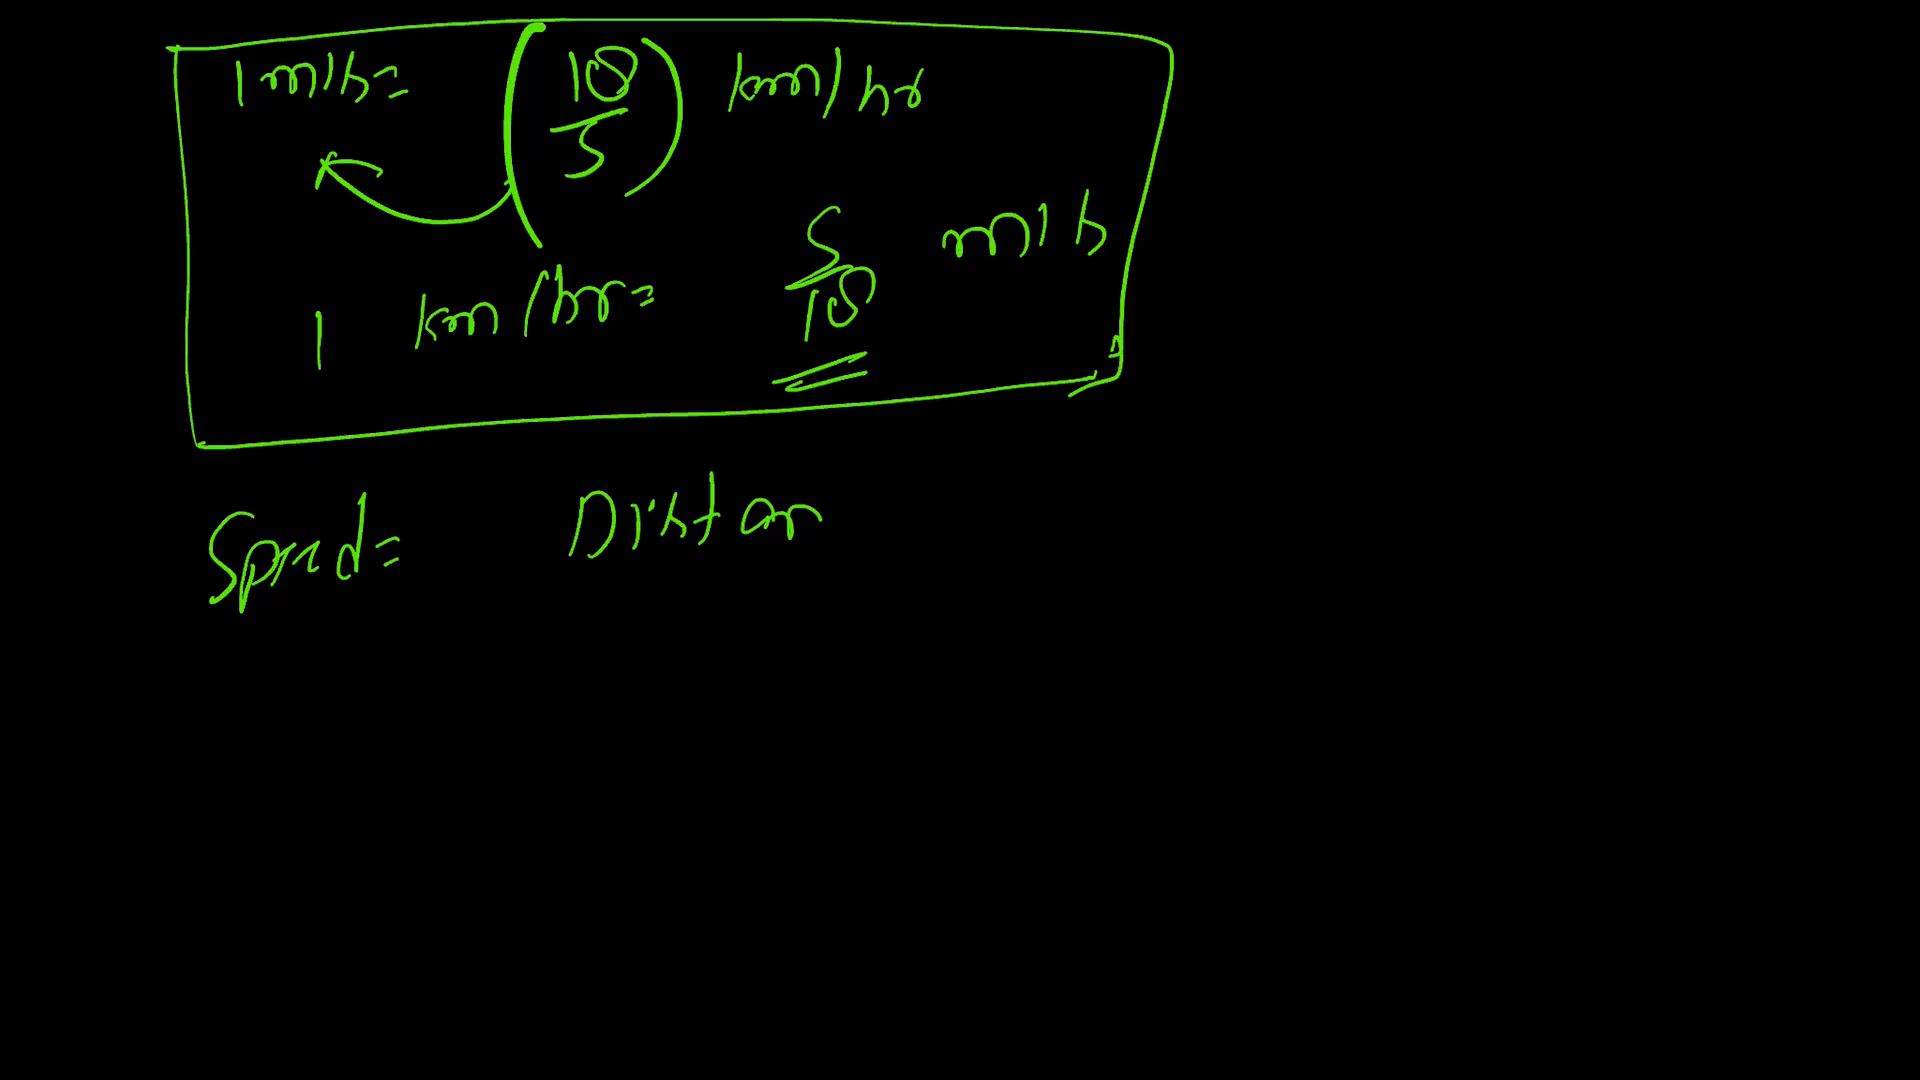 1 m/s = (18/5) km/hr
1 km/hr = 5/18 m/s
Speed = Distan